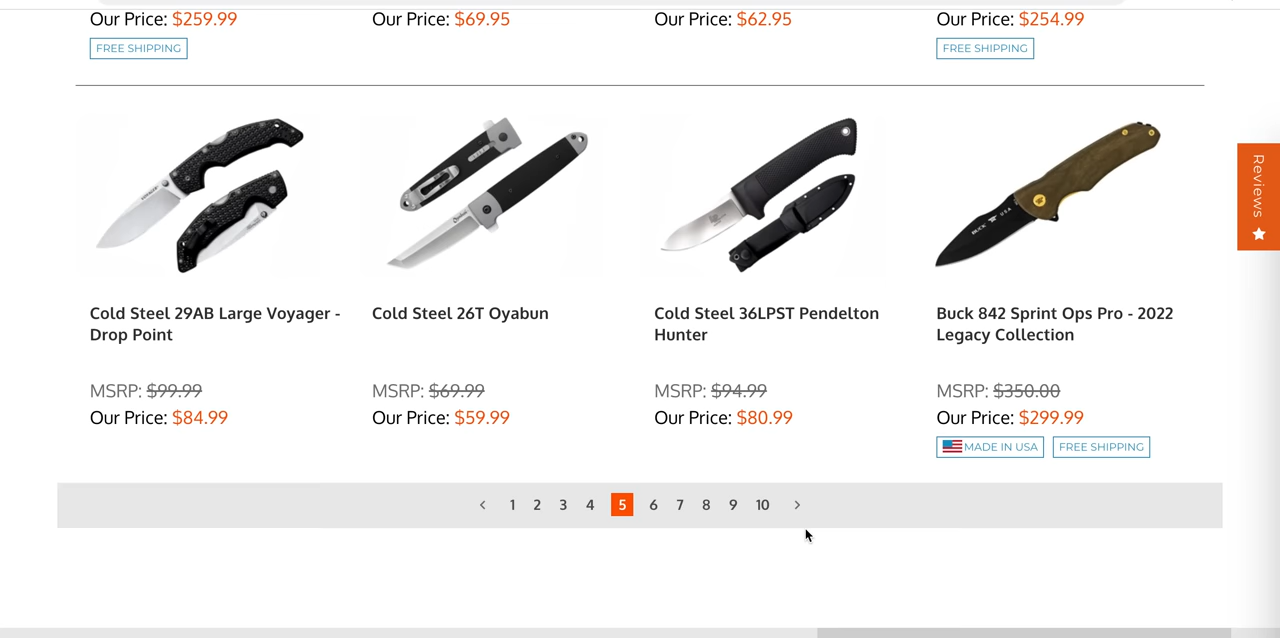 Our Price: $259.99
Our Price: $69.95
Our Price: $62.95
Our Price: $254.99
FREE SHIPPING
FREE SHIPPING
Reviews
BUCK
USA
Cold Steel 29AB Large Voyager -
Drop Point
Cold Steel 26T Oyabun
Cold Steel 36LPST Pendelton
Hunter
Buck 842 Sprint Ops Pro - 2022
Legacy Collection
MSRP: $99.99
MSRP: $69.99
MSRP: $94.99
MSRP: $350.00
Our Price: $84.99
Our Price: $59.99
Our Price: $80.99
Our Price: $299.99
MADE IN USA
FREE SHIPPING
‹ 1 2 3 4 5 6 7 8 9 10 ›